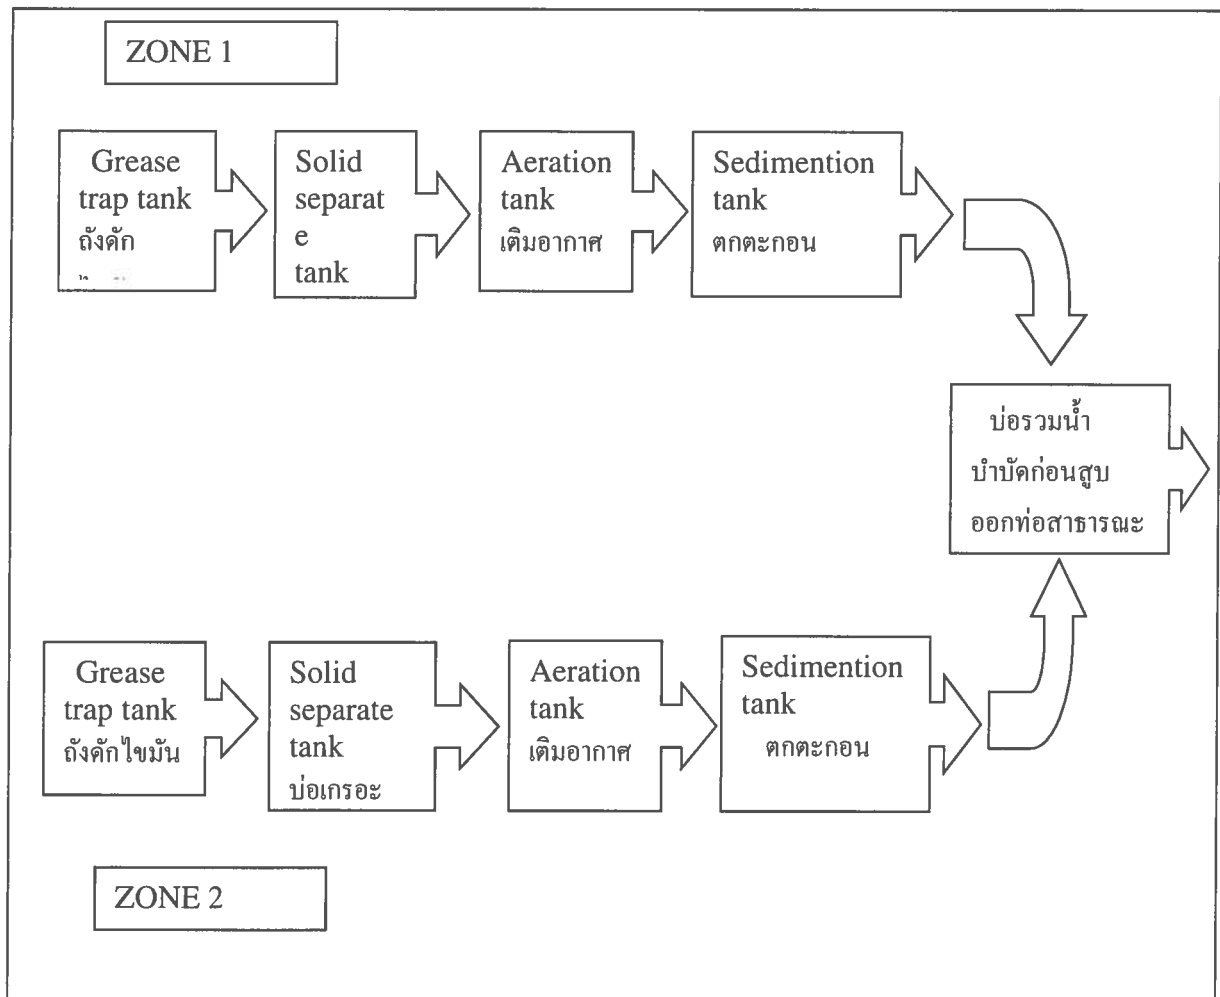 ZONE 1
Grease
trap tank
ถังดัก
Solid
separat
e
tank
Aeration
tank
เติมอากาศ
Sedimention
tank
ตกตะกอน
บ่อรวมน้ำ
บำบัดก่อนสูบ
ออกท่อสาธารณะ
Grease
trap tank
ถังดักไขมัน
Solid
separate
tank
บ่อเกรอะ
Aeration
tank
เติมอากาศ
Sedimention
tank
ตกตะกอน
ZONE 2